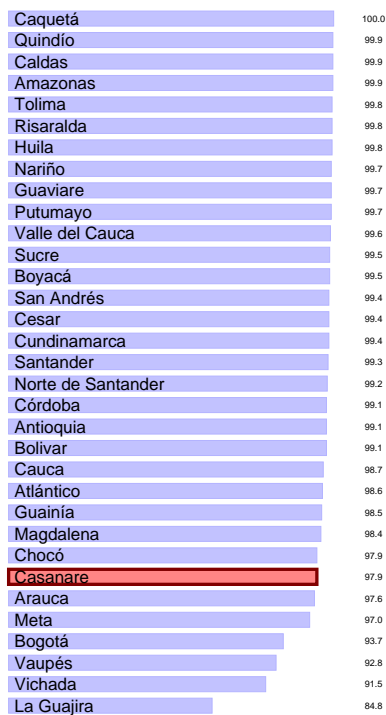 Caquetá 100.0
Quindío 99.9
Caldas 99.9
Amazonas 99.9
Tolima 99.8
Risaralda 99.8
Huila 99.8
Nariño 99.7
Guaviare 99.7
Putumayo 99.7
Valle del Cauca 99.6
Sucre 99.5
Boyacá 99.5
San Andrés 99.4
Cesar 99.4
Cundinamarca 99.4
Santander 99.3
Norte de Santander 99.2
Córdoba 99.1
Antioquia 99.1
Bolivar 99.1
Cauca 98.7
Atlántico 98.6
Guainía 98.5
Magdalena 98.4
Chocó 97.9
Casanare 97.9
Arauca 97.6
Meta 97.0
Bogotá 93.7
Vaupés 92.8
Vichada 91.5
La Guajira 84.8